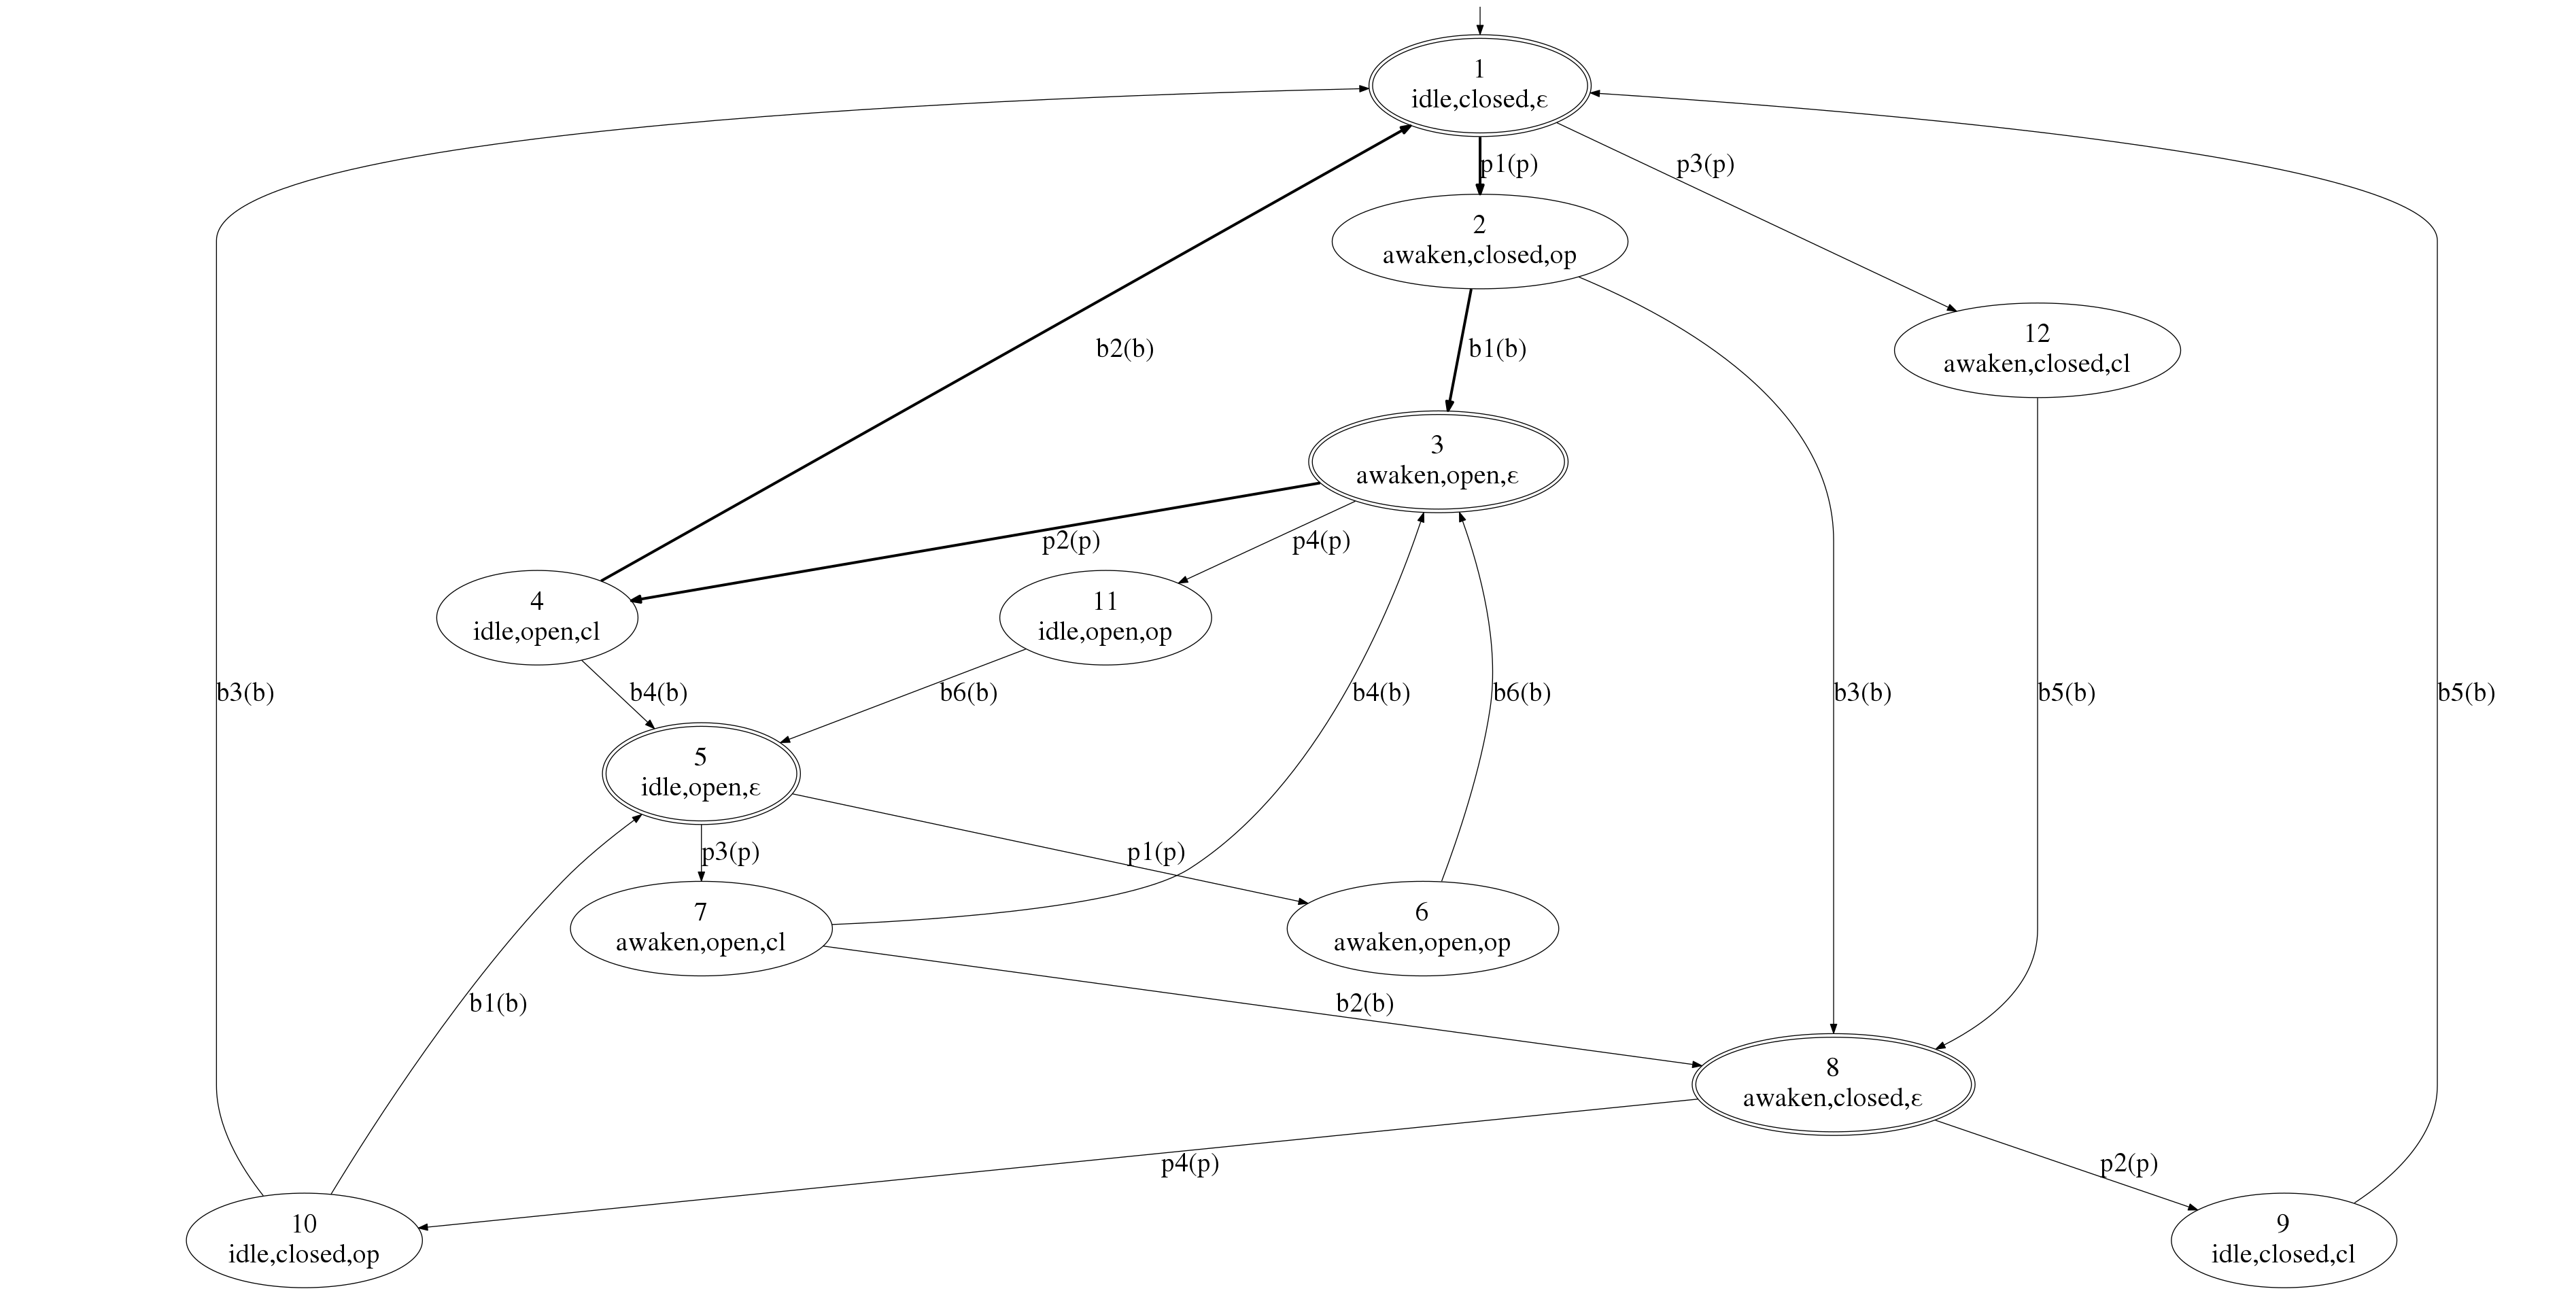 1
idle,closed,ε
p1(p)
p3(p)
2
awaken,closed,op
b2(b)
b1(b)
12
awaken,closed,cl
3
awaken,open,ε
p2(p)
p4(p)
4
idle,open,cl
11
idle,open,op
b3(b)
b4(b)
b6(b)
b4(b)
b6(b)
b3(b)
b5(b)
b5(b)
5
idle,open,ε
p3(p)
p1(p)
7
awaken,open,cl
6
awaken,open,op
b1(b)
b2(b)
8
awaken,closed,ε
p4(p)
p2(p)
10
idle,closed,op
9
idle,closed,cl